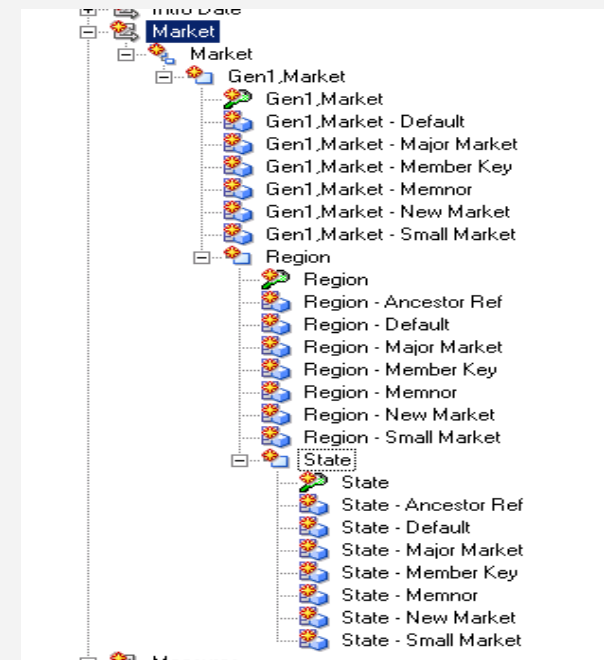 Intro Date
Market
Market
Gen1,Market
Gen1,Market
Gen1,Market - Default
Gen1,Market - Major Market
Gen1,Market - Member Key
Gen1,Market - Memnor
Gen1,Market - New Market
Gen1,Market - Small Market
Region
Region
Region - Ancestor Ref
Region - Default
Region - Major Market
Region - Member Key
Region - Memnor
Region - New Market
Region - Small Market
State
State
State - Ancestor Ref
State - Default
State - Major Market
State - Member Key
State - Memnor
State - New Market
State - Small Market